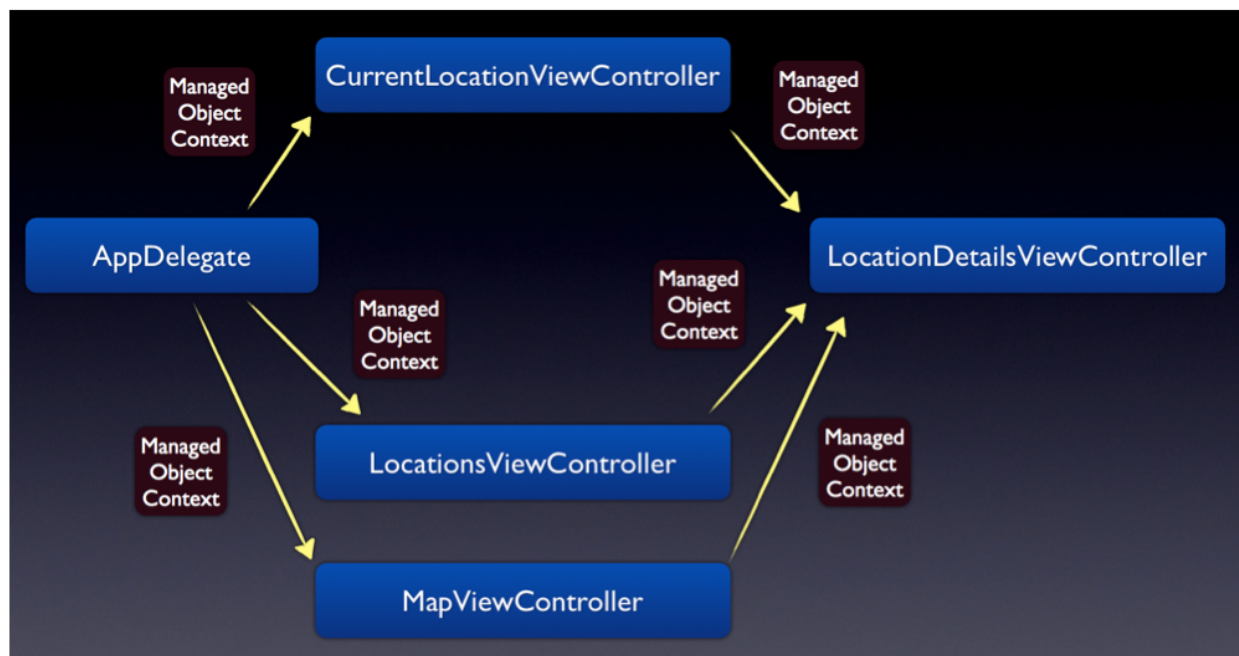 CurrentLocationViewController
Managed
Object
Context
Managed
Object
Context
AppDelegate
LocationDetailsViewController
Managed
Object
Context
Managed
Object
Context
Managed
Object
Context
LocationsViewController
Managed
Object
Context
MapViewController